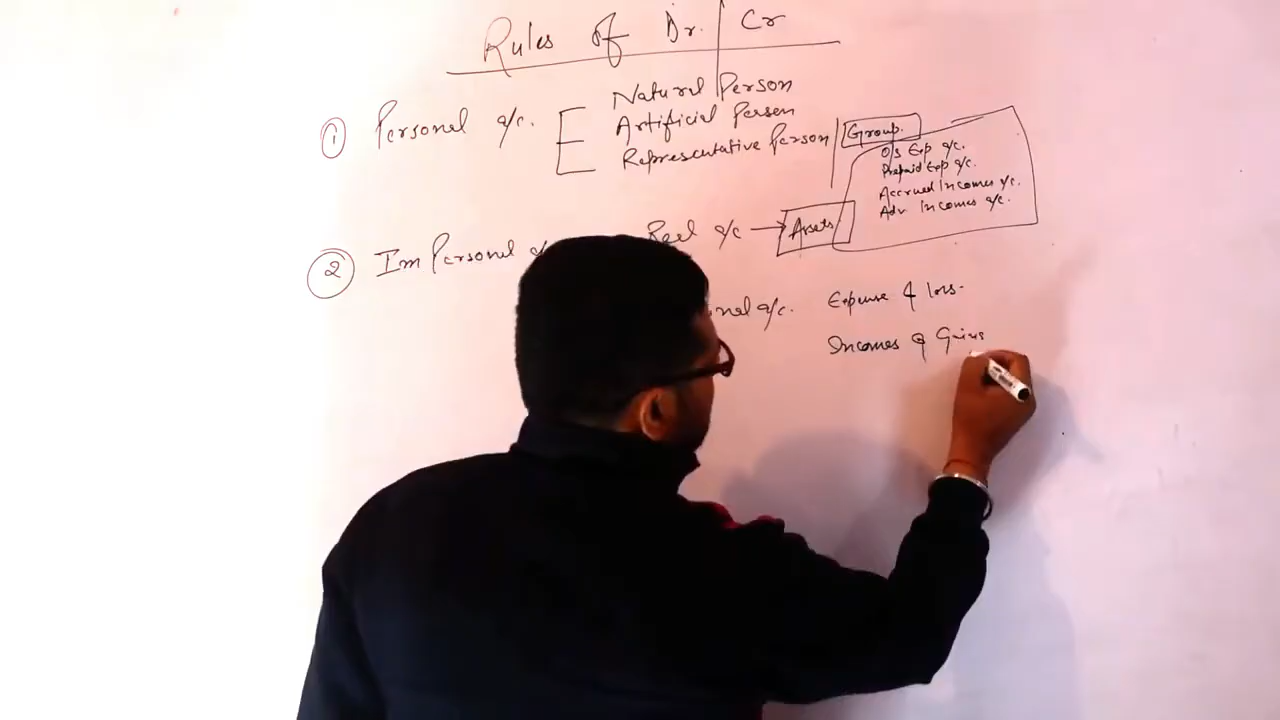 Rules of Dr. Cr
① Personal a/c.
Natural Person
Artificial Person
Representative Person
Group.
O/S Exp a/c.
Prepaid Exp a/c.
Accrued Incomes a/c.
Adv. Incomes a/c.
② Im Personal
Real a/c → Assets
nal a/c. Expense & loss.
Incomes & Gains